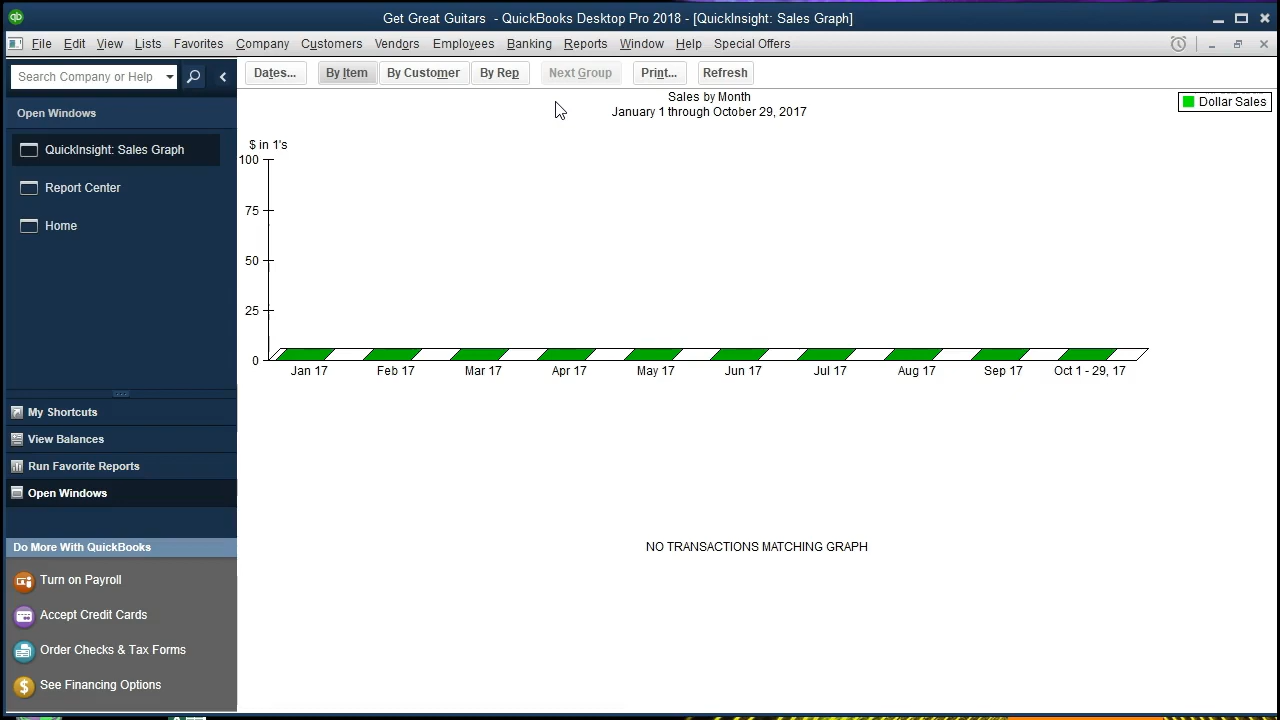 qb
Get Great Guitars - QuickBooks Desktop Pro 2018 - [QuickInsight: Sales Graph]
File Edit View Lists Favorites Company Customers Vendors Employees Banking Reports Window Help Special Offers
Search Company or Help
Dates... By Item By Customer By Rep Next Group Print... Refresh
Open Windows
QuickInsight: Sales Graph
Report Center
Home
My Shortcuts
View Balances
Run Favorite Reports
Open Windows
Do More With QuickBooks
Turn on Payroll
Accept Credit Cards
Order Checks & Tax Forms
$
See Financing Options
Sales by Month
January 1 through October 29, 2017
Dollar Sales
$ in 1's
100
75
50
25
0
Jan 17 Feb 17 Mar 17 Apr 17 May 17 Jun 17 Jul 17 Aug 17 Sep 17 Oct 1 - 29, 17
NO TRANSACTIONS MATCHING GRAPH